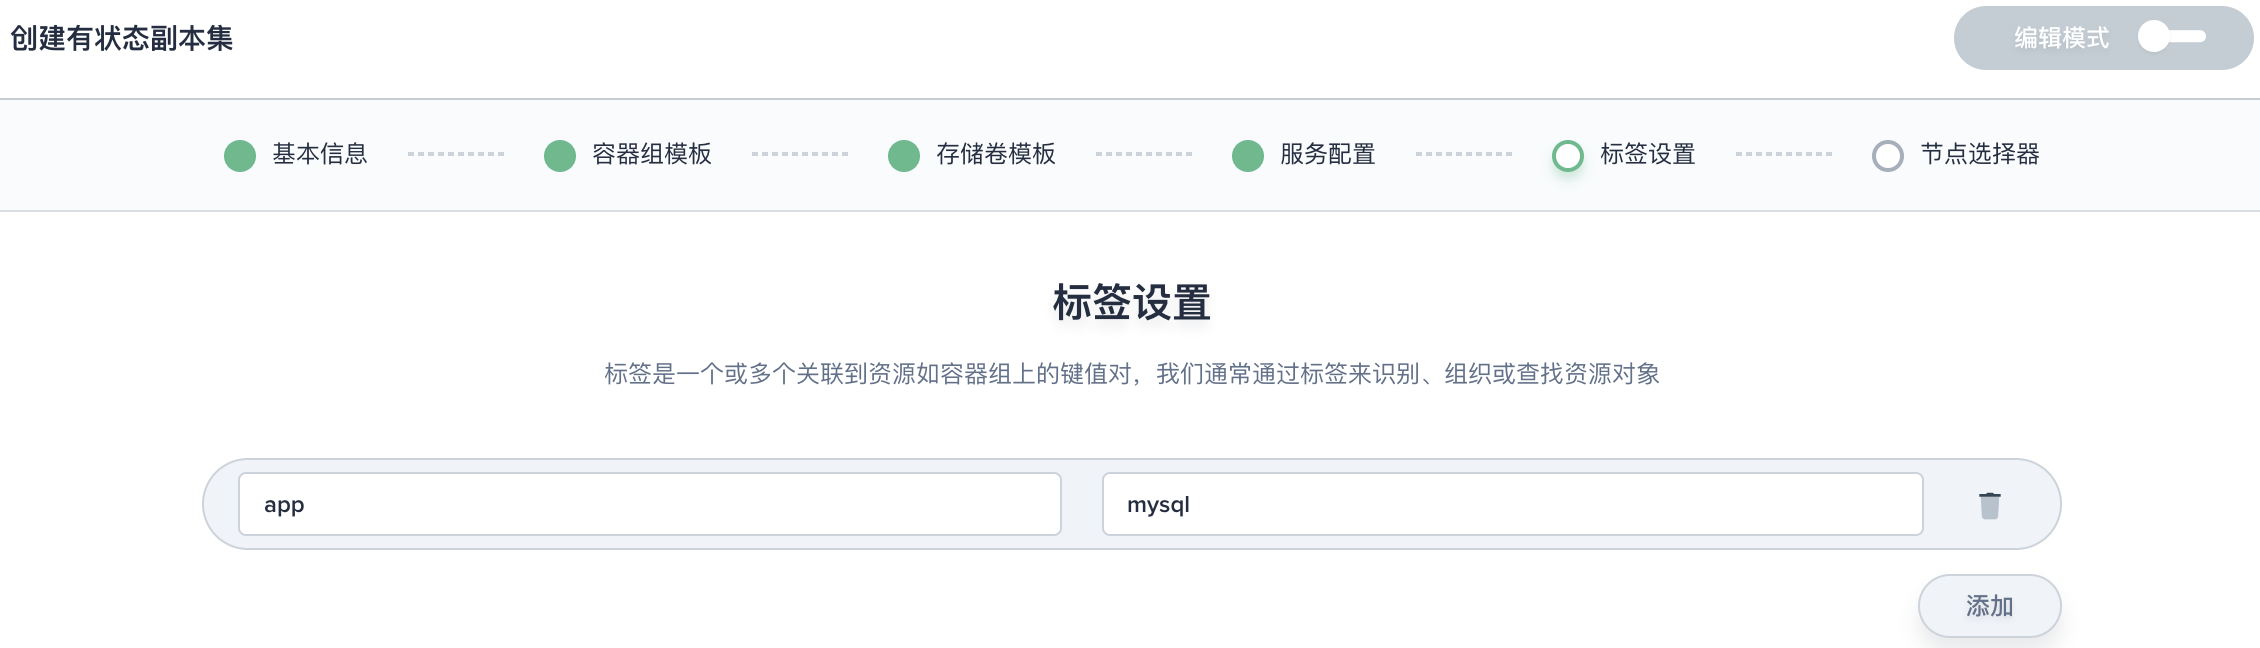 创建有状态副本集
编辑模式
基本信息
容器组模板
存储卷模板
服务配置
标签设置
节点选择器
标签设置
标签是一个或多个关联到资源如容器组上的键值对，我们通常通过标签来识别、组织或查找资源对象
app
mysql
添加